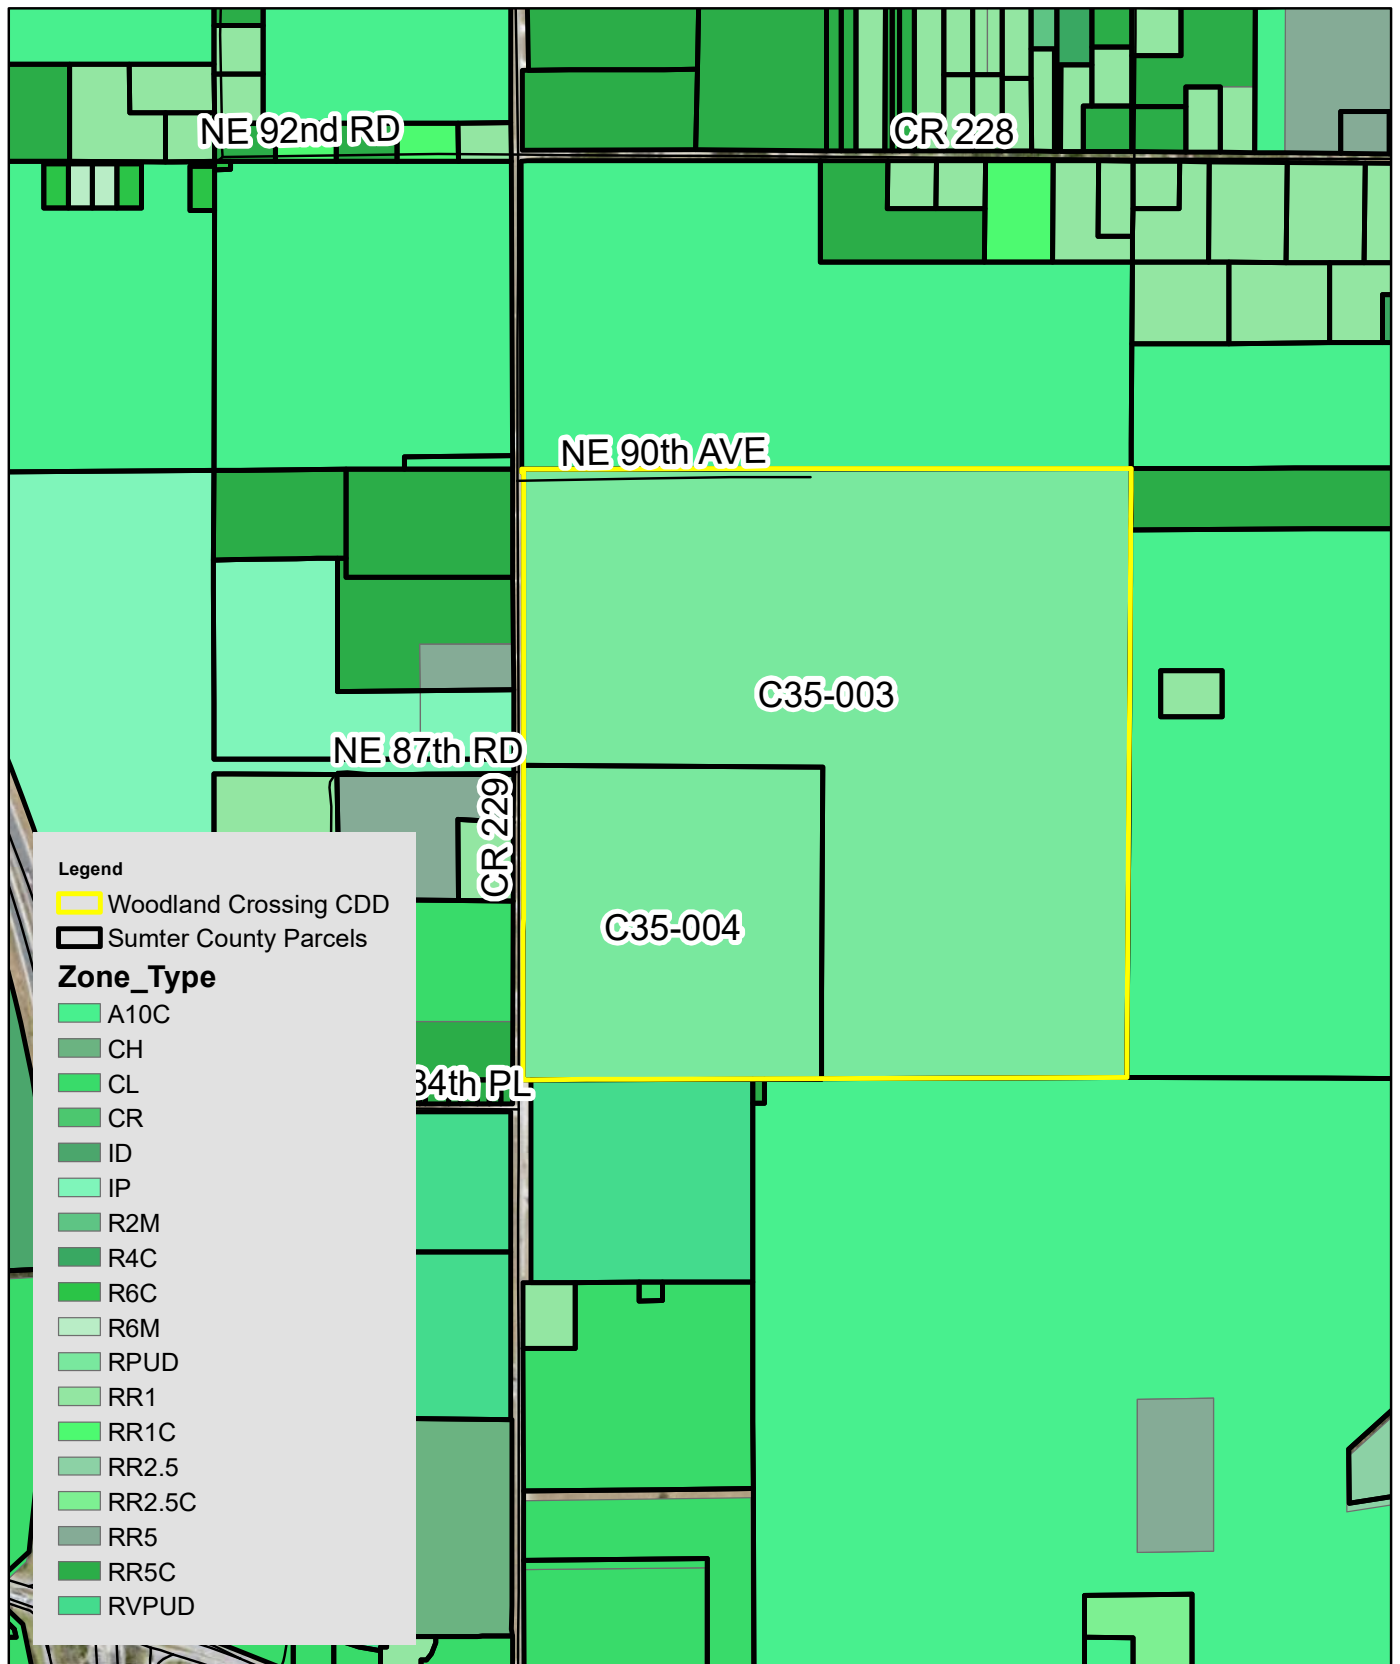 NE 92nd RD
CR 228
NE 90th AVE
C35-003
NE 87th RD
CR 229
C35-004
84th PL
Legend
Woodland Crossing CDD
Sumter County Parcels
Zone_Type
A10C
CH
CL
CR
ID
IP
R2M
R4C
R6C
R6M
RPUD
RR1
RR1C
RR2.5
RR2.5C
RR5
RR5C
RVPUD